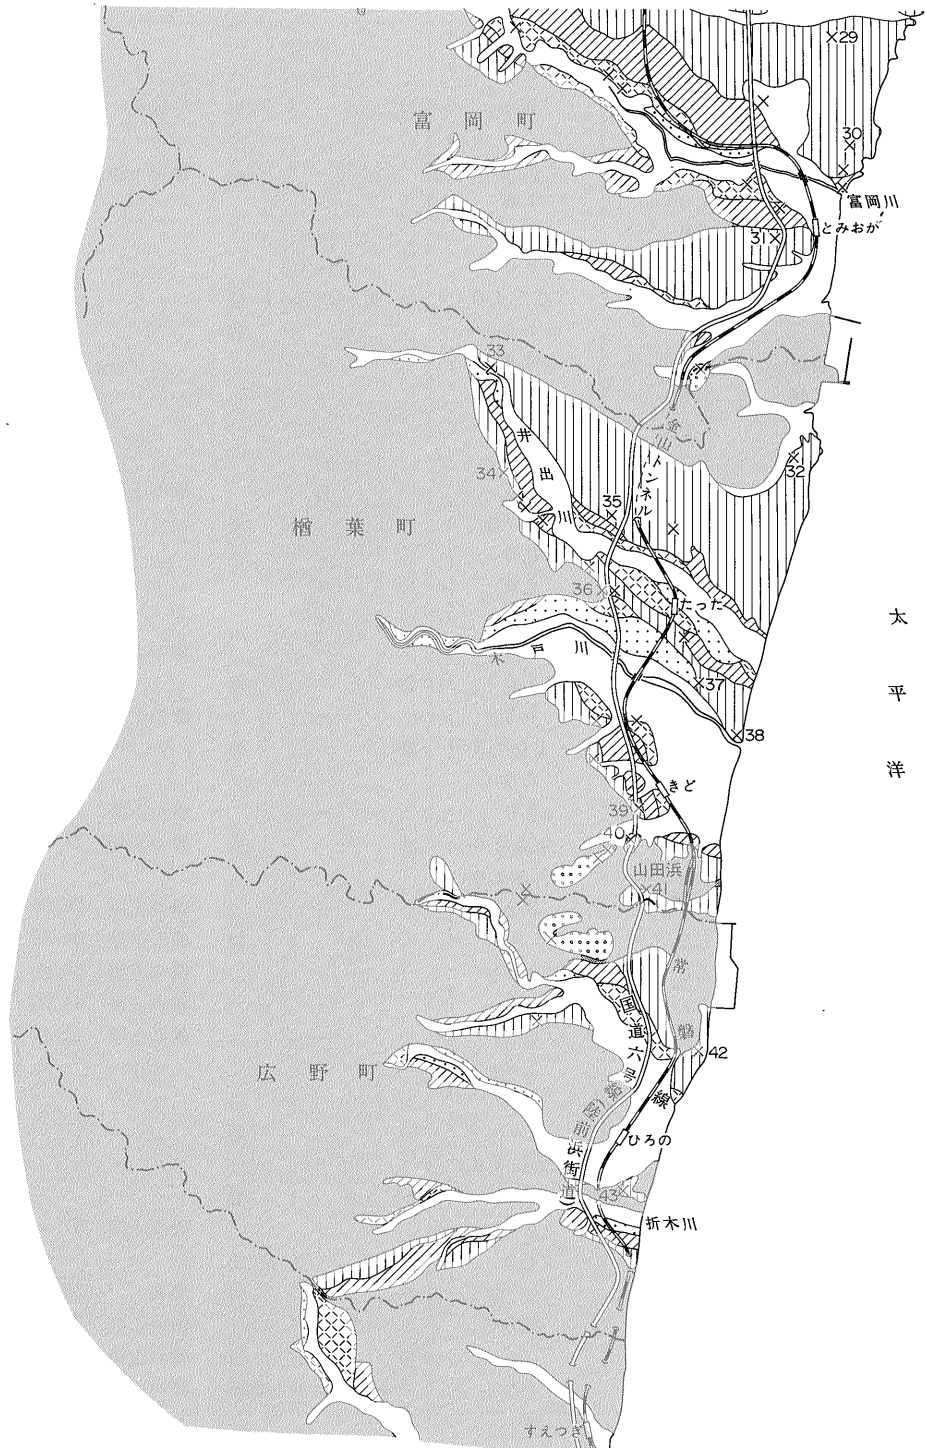 ×29
富岡町
30
富岡川
とみおか
31
33
金山トンネル
井出川
34
32
35
楢葉町
36
たつた
太平洋
木戸川
37
38
きど
39
40
山田浜
41
常磐線
国道六号線
(陸前浜街道)
42
広野町
ひろの
43
折木川
すえつぎ